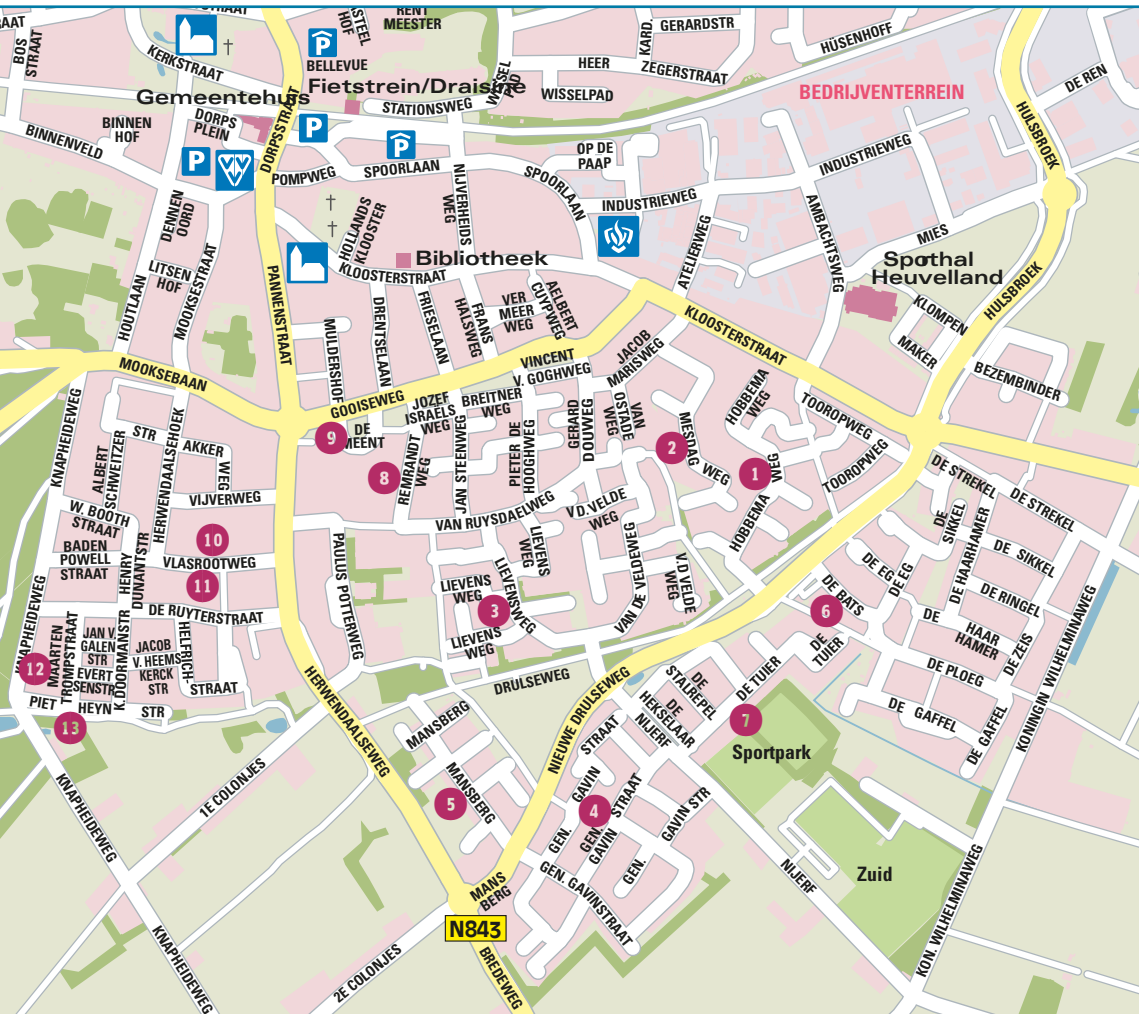 STRAAT
BOS
STRAAT
KERKSTRAAT
KASTEEL
HOF
RENT
MEESTER
P
BELLEVUE
KARD.
GERARDSTR
HEER
ZEGERSTRAAT
HÜSENHOFF
DE REN
WISSEL
PAD
WISSELPAD
Fietstrein/Draisine
Gemeentehuis
STATIONSWEG
BEDRIJVENTERREIN
HULSBROEK
BINNENVELD
BINNEN
HOF
DORPS
PLEIN
DORPSSTRAAT
P
P
P
VVV
POMPWEG
SPOORLAAN
SPOORLAAN
NIJVERHEIDS
WEG
OP DE
PAAP
INDUSTRIEWEG
INDUSTRIEWEG
DENNEN
OORD
HOLLANDS
KLOOSTER
Bibliotheek
KLOOSTERSTRAAT
ATELIERWEG
AMBACHTSWEG
MIES
Sporthal
Heuvelland
HULSBROEK
LITSEN
HOF
HOUTLAAN
MOOKSESTRAAT
PANNENSTRAAT
MULDERSHOF
DRENTSELAAN
FRIESELAAN
FRANS
HALSWEG
VER
MEER
WEG
AELBERT
CUYPWEG
KLOOSTERSTRAAT
KLOMPEN
MAKER
BEZEMBINDER
MOOKSEBAAN
GOOISEWEG
VINCENT
V. GOGHWEG
JACOB
MARISWEG
HOBBEMA
WEG
TOOROPWEG
TOOROPWEG
KNAPHEIDEWEG
STR
AKKER
WEG
ALBERT
SCHWEITZER
HERWENDAALSEHOEK
9
DE
MEENT
8
REMBRANDT
WEG
JOZEF
ISRAELS
WEG
BREITNER
WEG
JAN STEENWEG
PIETER DE
HOOGHWEG
GERARD
DOUWEG
VAN
OSTADE
WEG
2
MESDAG
WEG
1
HOBBEMA
WEG
DE STREKEL
DE STREKEL
VIJVERWEG
W. BOOTH
STRAAT
BADEN
POWELL
STRAAT
HENRY
DUNANTSTR
10
VLASROOTWEG
11
VAN RUYSDAELWEG
V.D. VELDE
WEG
PAULUS POTTERWEG
LIEVENS
WEG
LIEVENS
WEG
LIEVENSWEG
3
LIEVENS
WEG
VAN DE VELDEWEG
V.D VELDE
WEG
DE
SIKKEL
DE SIKKEL
DE HAARHAMER
DE EG
DE EG
DE BATS
6
DE RINGEL
DE
HAAR
HAMER
DE ZEIS
DE RUYTERSTRAAT
KNAPHEIDEWEG
12
MAARTEN
TROMPSTRAAT
JAN V.
GALEN
STR
EVERT
SENSTR
K.DOORMANSTR
JACOB
V. HEEMS
KERCK
STR
HELFRICH
STRAAT
PIET
HEYN
STR
13
DE
TUIER
DE TUIER
DE PLOEG
DE GAFFEL
DE GAFFEL
KONINGIN WILHELMINAWEG
DRULSEWEG
NIEUWE DRULSEWEG
HERWENDAALSEWEG
DE
STALREPEL
DE
HEKSELAAR
NIJERF
7
Sportpark
Zuid
MANSBERG
MANSBERG
5
1E COLONJES
KNAPHEIDEWEG
GEN.
GAVIN
STRAAT
4
GEN.
GAVIN
STRAAT
GEN.
GAVIN STR
GEN. GAVINSTRAAT
NIJERF
MANS
BERG
N843
2E COLONJES
BREDEWEG
KNAPHEIDEWEG
KON. WILHELMINAWEG